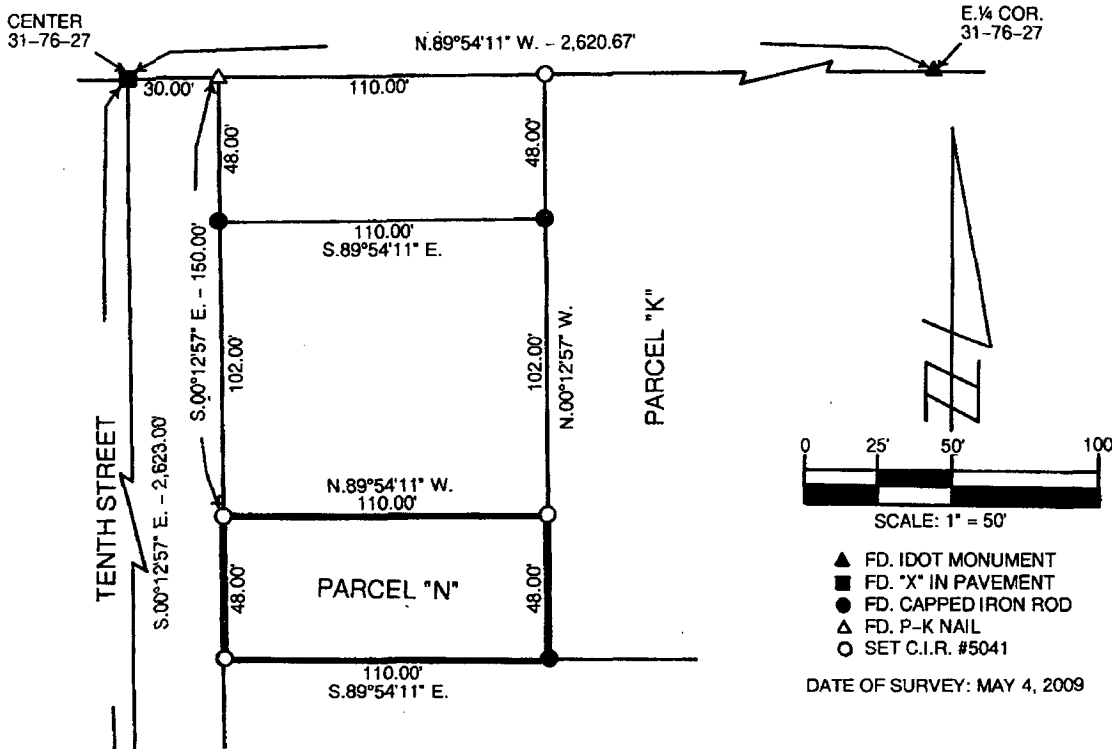 CENTER
31-76-27
N.89°54'11" W. - 2,620.67'
E.¼ COR.
31-76-27
30.00'
110.00'
48.00'
48.00'
110.00'
S.89°54'11" E.
S.00°12'57" E. - 150.00'
102.00'
102.00'
N.00°12'57" W.
PARCEL "K"
TENTH STREET
S.00°12'57" E. - 2,623.00'
N.89°54'11" W.
110.00'
48.00'
PARCEL "N"
48.00'
110.00'
S.89°54'11" E.
N
0 25' 50' 100
SCALE: 1" = 50'
▲ FD. IDOT MONUMENT
■ FD. "X" IN PAVEMENT
● FD. CAPPED IRON ROD
△ FD. P-K NAIL
○ SET C.I.R. #5041
DATE OF SURVEY: MAY 4, 2009